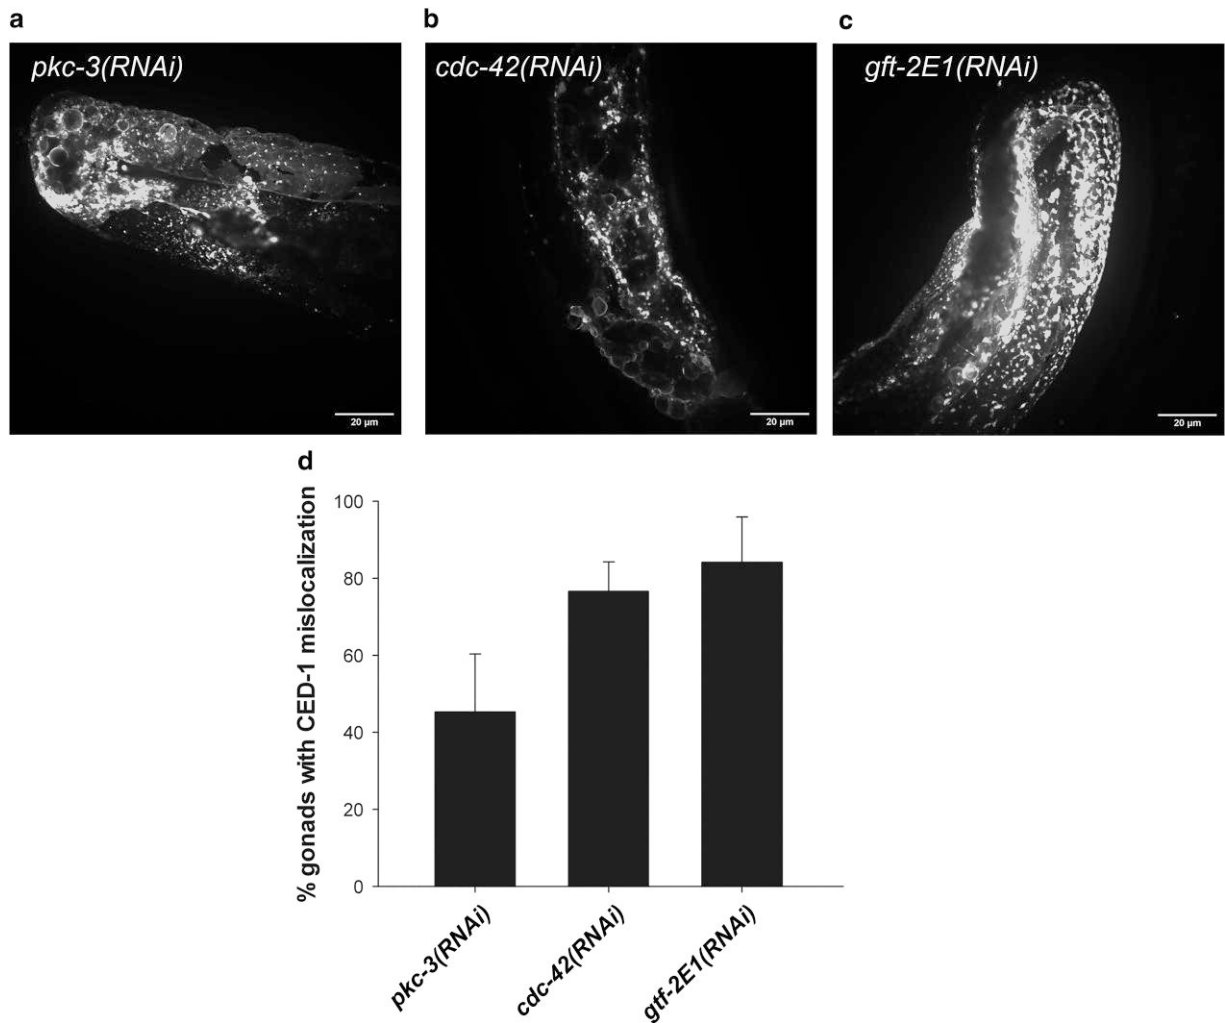 a
b
c
pkc-3(RNAi)
cdc-42(RNAi)
gft-2E1(RNAi)
20 µm
20 µm
20 µm
d
% gonads with CED-1 mislocalization
100
80
60
40
20
0
pkc-3(RNAi)
cdc-42(RNAi)
gtf-2E1(RNAi)